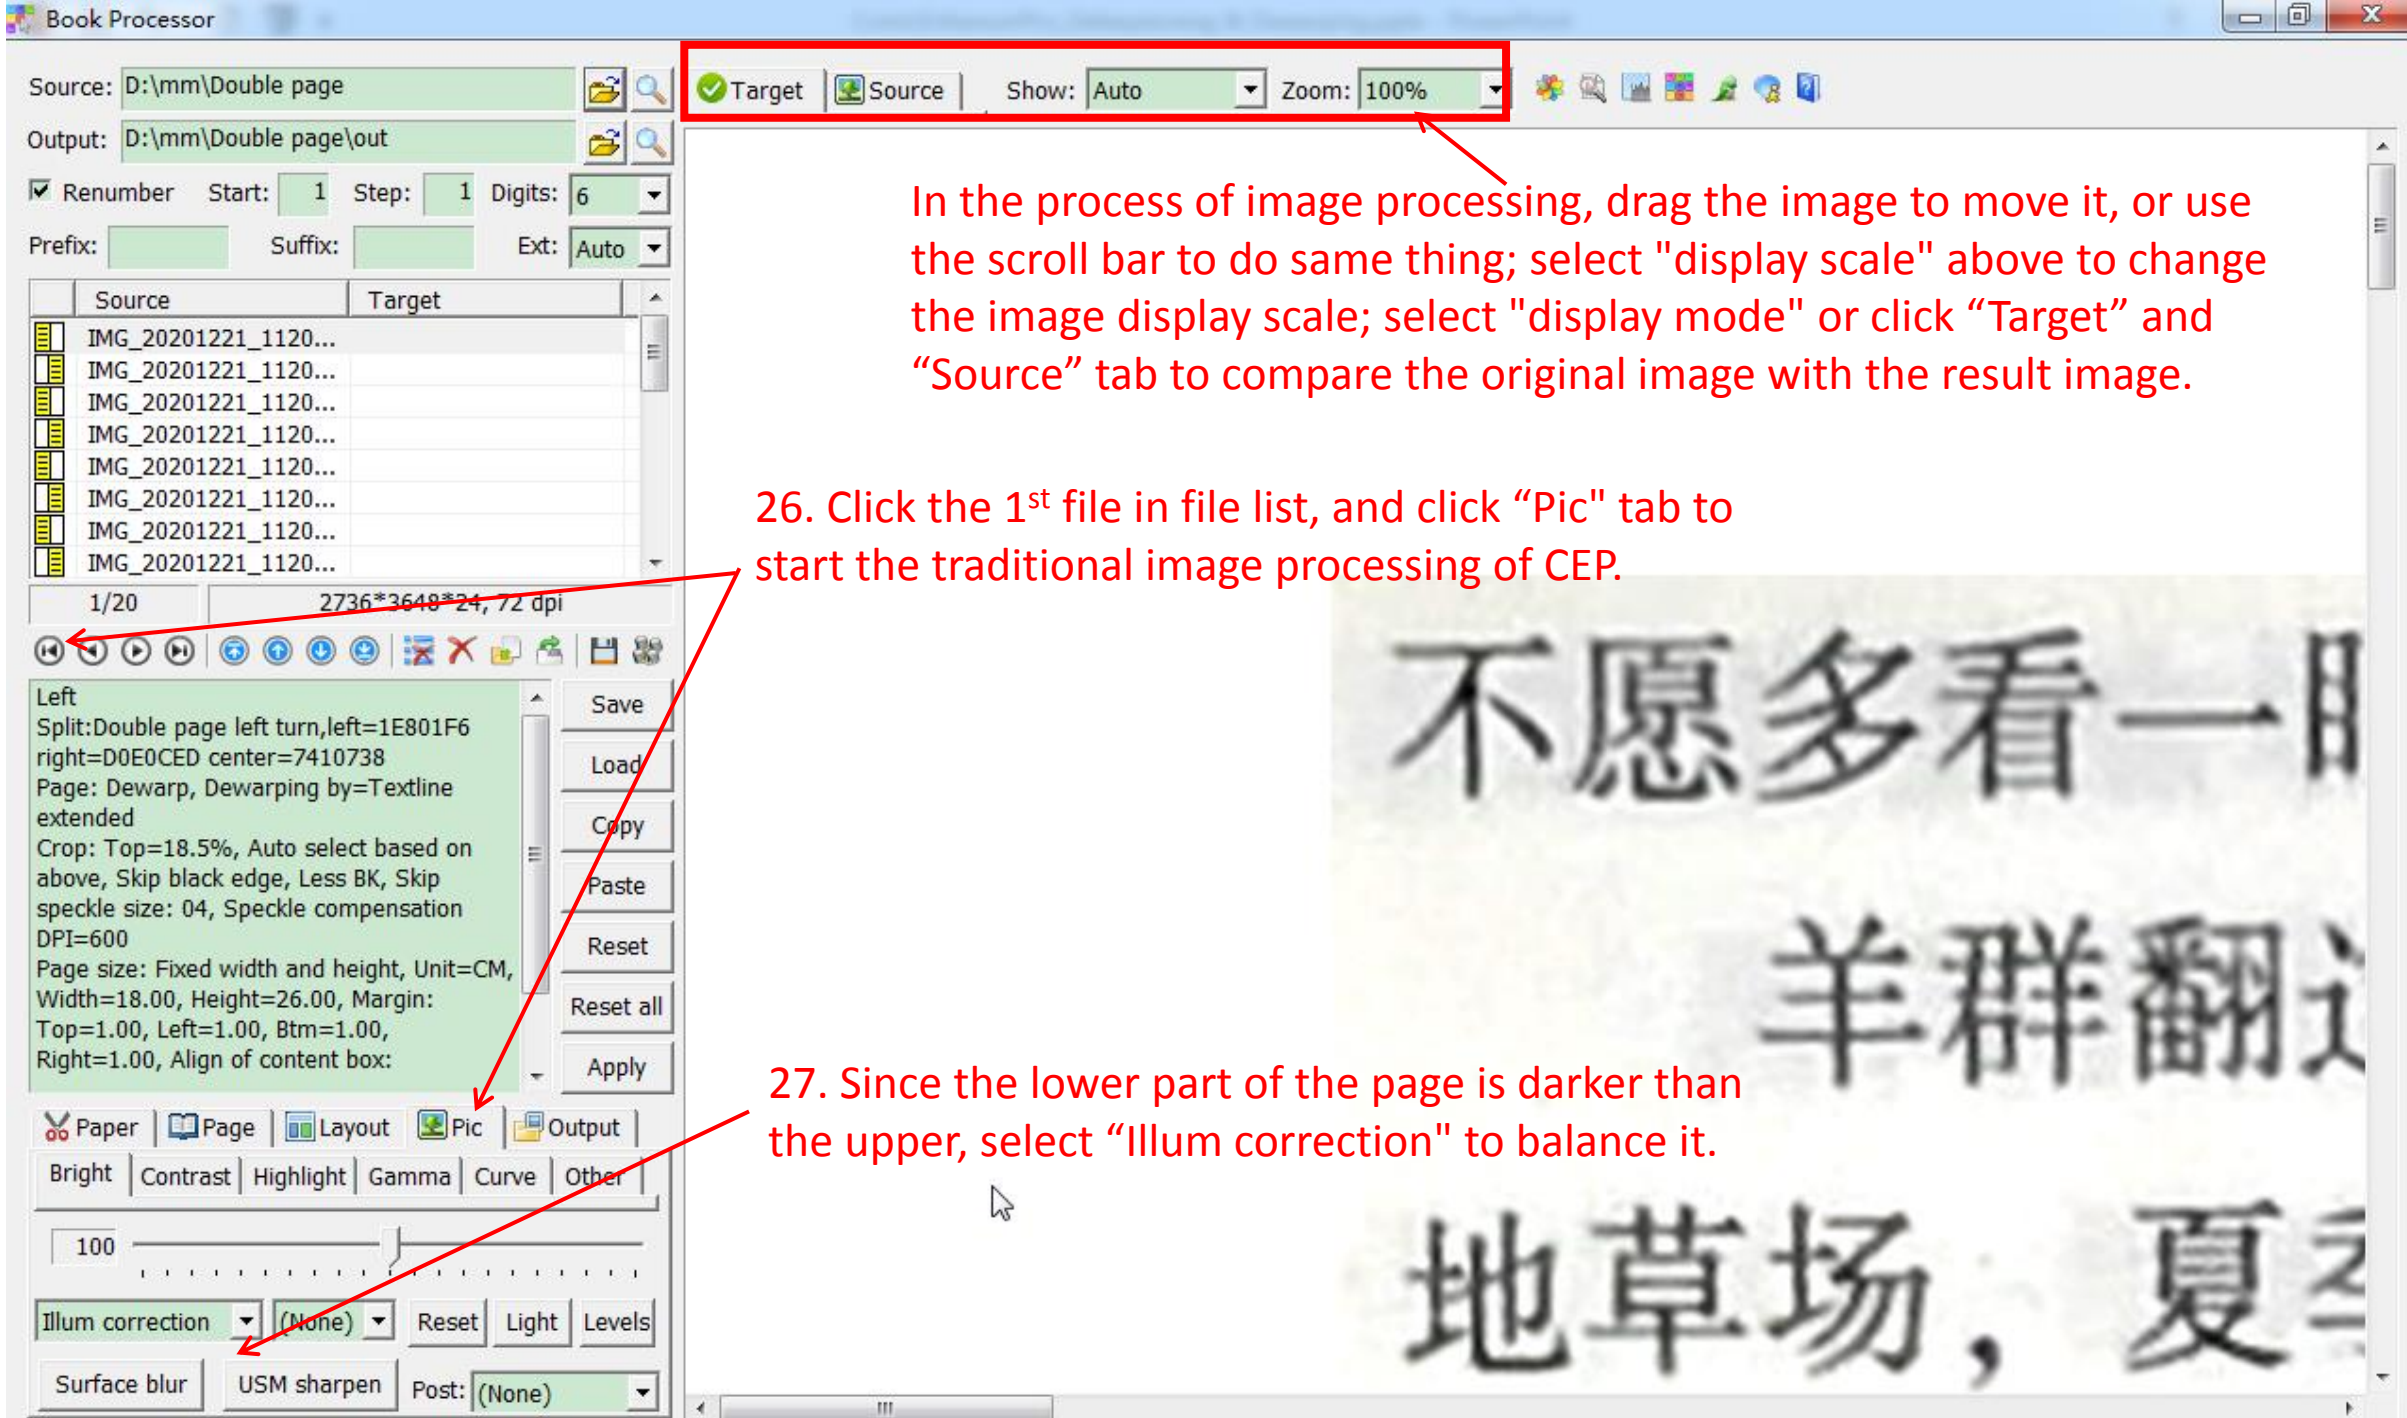 Book Processor
Source: D:\mm\Double page
Output: D:\mm\Double page\out
Renumber Start: 1 Step: 1 Digits: 6
Prefix: Suffix: Ext: Auto
Source Target
IMG_20201221_1120...
IMG_20201221_1120...
IMG_20201221_1120...
IMG_20201221_1120...
IMG_20201221_1120...
IMG_20201221_1120...
IMG_20201221_1120...
IMG_20201221_1120...
1/20 2736*3648*24, 72 dpi
Left
Split:Double page left turn,left=1E801F6
right=D0E0CED center=7410738
Page: Dewarp, Dewarping by=Textline
extended
Crop: Top=18.5%, Auto select based on
above, Skip black edge, Less BK, Skip
speckle size: 04, Speckle compensation
DPI=600
Page size: Fixed width and height, Unit=CM,
Width=18.00, Height=26.00, Margin:
Top=1.00, Left=1.00, Btm=1.00,
Right=1.00, Align of content box:
Save
Load
Copy
Paste
Reset
Reset all
Apply
Paper Page Layout Pic Output
Bright Contrast Highlight Gamma Curve Other
100
Illum correction (None) Reset Light Levels
Surface blur USM sharpen Post: (None)
Target Source Show: Auto Zoom: 100%
In the process of image processing, drag the image to move it, or use
the scroll bar to do same thing; select "display scale" above to change
the image display scale; select "display mode" or click “Target” and
“Source” tab to compare the original image with the result image.
26. Click the 1st file in file list, and click “Pic" tab to
start the traditional image processing of CEP.
不愿多看一
羊群翻
27. Since the lower part of the page is darker than
the upper, select “Illum correction" to balance it.
地草场，夏